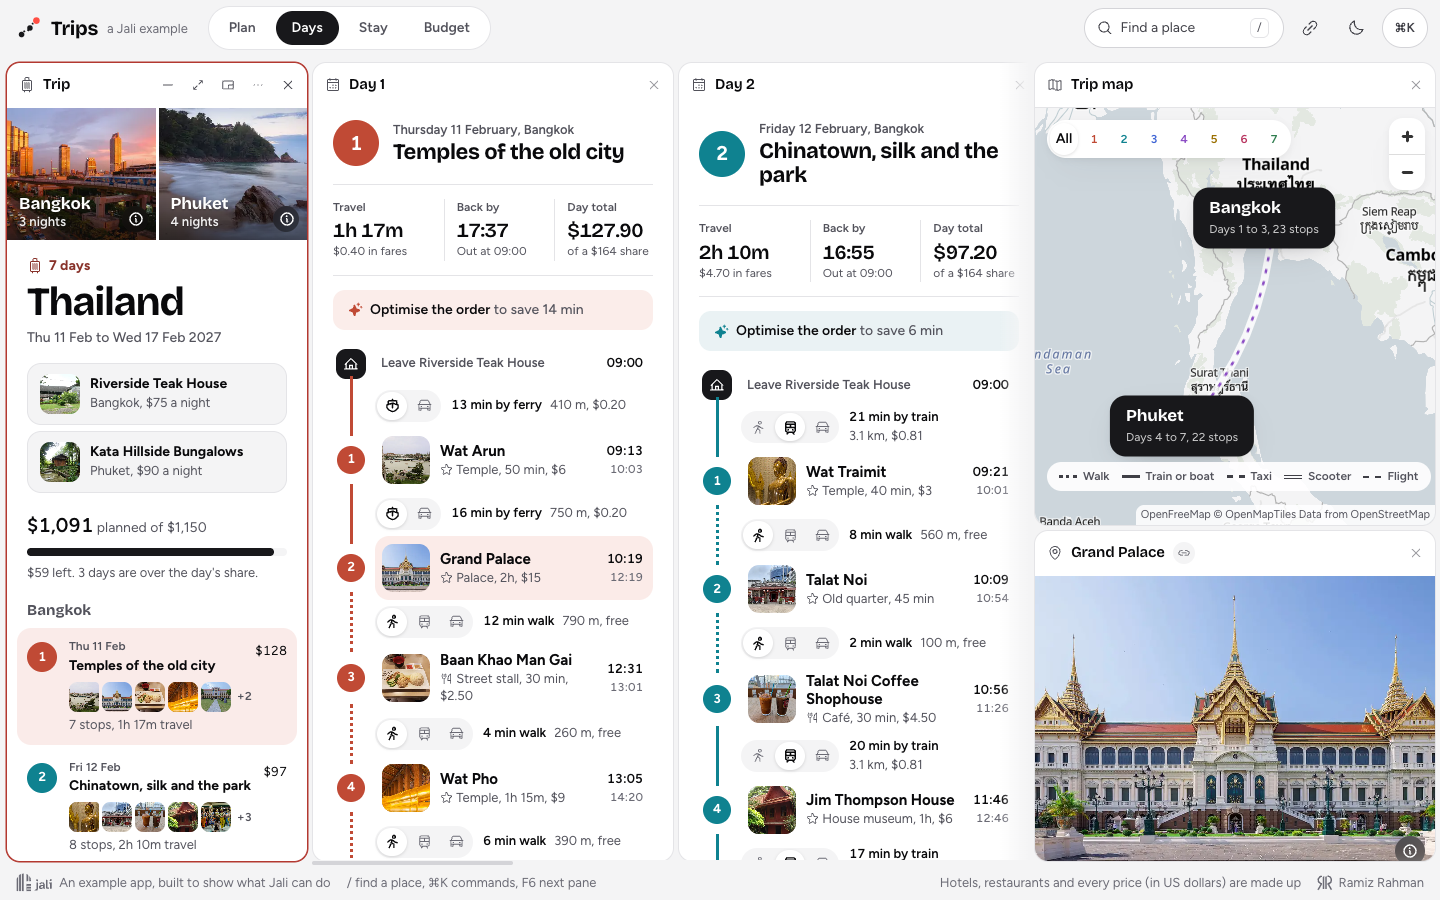 Trips a Jali example
Plan Days Stay Budget
Find a place /
⌘K
Trip
Bangkok
3 nights
Phuket
4 nights
7 days
Thailand
Thu 11 Feb to Wed 17 Feb 2027
Riverside Teak House
Bangkok, $75 a night
Kata Hillside Bungalows
Phuket, $90 a night
$1,091 planned of $1,150
$59 left. 3 days are over the day's share.
Bangkok
1
Thu 11 Feb
Temples of the old city
$128
+2
7 stops, 1h 17m travel
2
Fri 12 Feb
Chinatown, silk and the park
$97
+3
8 stops, 2h 10m travel
Day 1
1
Thursday 11 February, Bangkok
Temples of the old city
Travel
1h 17m
$0.40 in fares
Back by
17:37
Out at 09:00
Day total
$127.90
of a $164 share
Optimise the order to save 14 min
Leave Riverside Teak House 09:00
13 min by ferry 410 m, $0.20
1
Wat Arun 09:13
Temple, 50 min, $6 10:03
16 min by ferry 750 m, $0.20
2
Grand Palace 10:19
Palace, 2h, $15 12:19
12 min walk 790 m, free
3
Baan Khao Man Gai 12:31
Street stall, 30 min, 13:01
$2.50
4 min walk 260 m, free
4
Wat Pho 13:05
Temple, 1h 15m, $9 14:20
6 min walk 390 m, free
Day 2
2
Friday 12 February, Bangkok
Chinatown, silk and the
park
Travel
2h 10m
$4.70 in fares
Back by
16:55
Out at 09:00
Day total
$97.20
of a $164 share
Optimise the order to save 6 min
Leave Riverside Teak House 09:00
21 min by train
3.1 km, $0.81
1
Wat Traimit 09:21
Temple, 40 min, $3 10:01
8 min walk 560 m, free
2
Talat Noi 10:09
Old quarter, 45 min 10:54
2 min walk 100 m, free
3
Talat Noi Coffee
Shophouse 10:56
Café, 30 min, $4.50 11:26
20 min by train
3.1 km, $0.81
4
Jim Thompson House 11:46
House museum, 1h, $6 12:46
17 min by train
Trip map
All 1 2 3 4 5 6 7
+
−
Thailand
ประเทศไทย
Bangkok
Days 1 to 3, 23 stops
Siem Reap
Cambo
ndaman
Sea
Surat Thani
Phuket
Days 4 to 7, 22 stops
Walk Train or boat Taxi Scooter Flight
Banda Aceh
OpenFreeMap © OpenMapTiles Data from OpenStreetMap
Grand Palace
jali An example app, built to show what Jali can do / find a place, ⌘K commands, F6 next pane
Hotels, restaurants and every price (in US dollars) are made up Ramiz Rahman